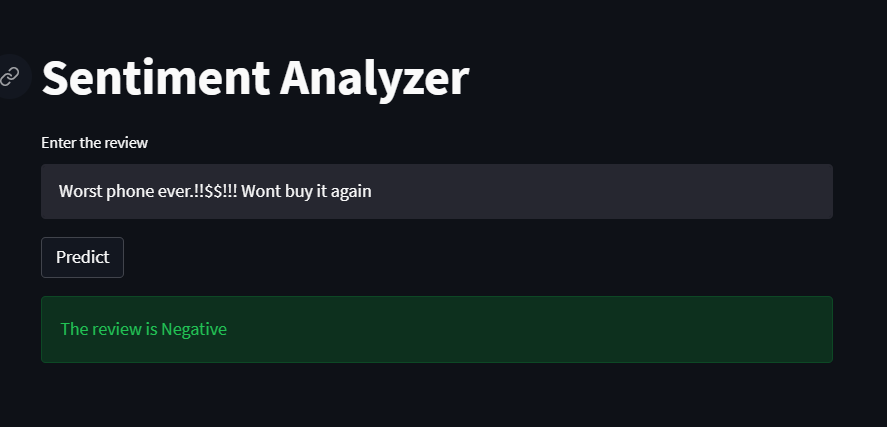 Sentiment Analyzer
Enter the review
Worst phone ever.!!$$!!! Wont buy it again
Predict
The review is Negative